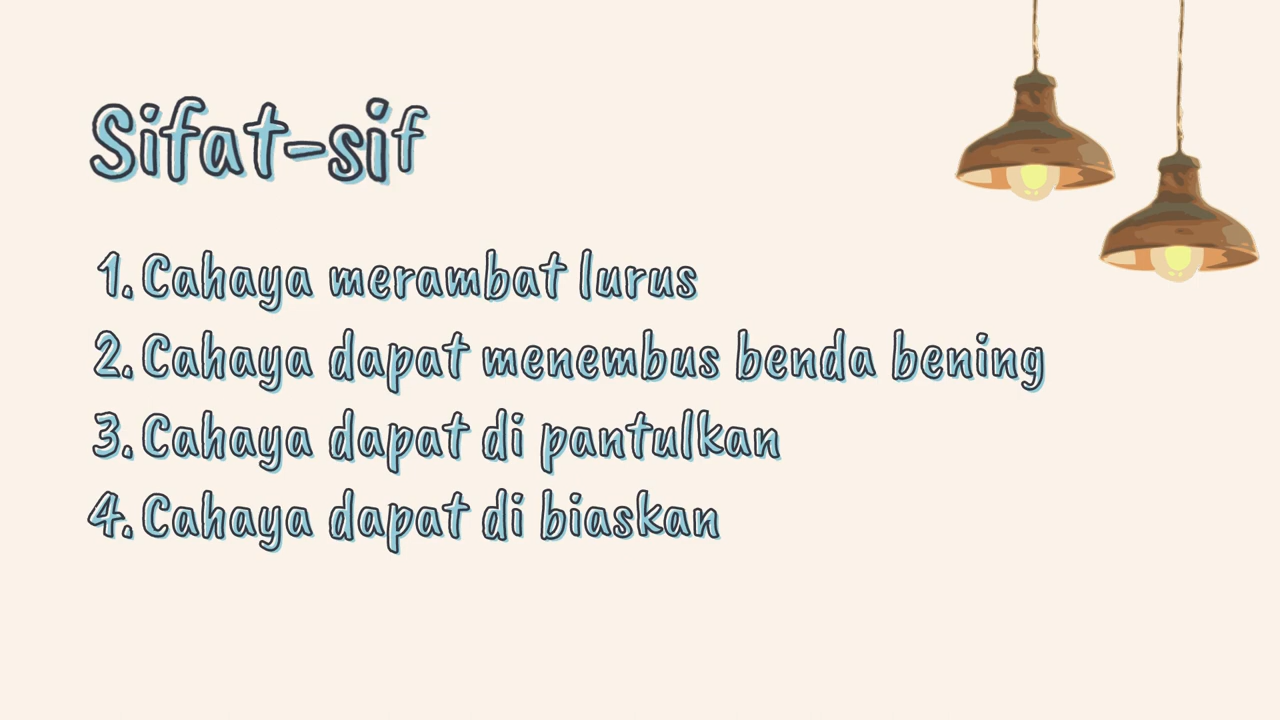 Sifat-sif
1. Cahaya merambat lurus
2. Cahaya dapat menembus benda bening
3. Cahaya dapat di pantulkan
4. Cahaya dapat di biaskan